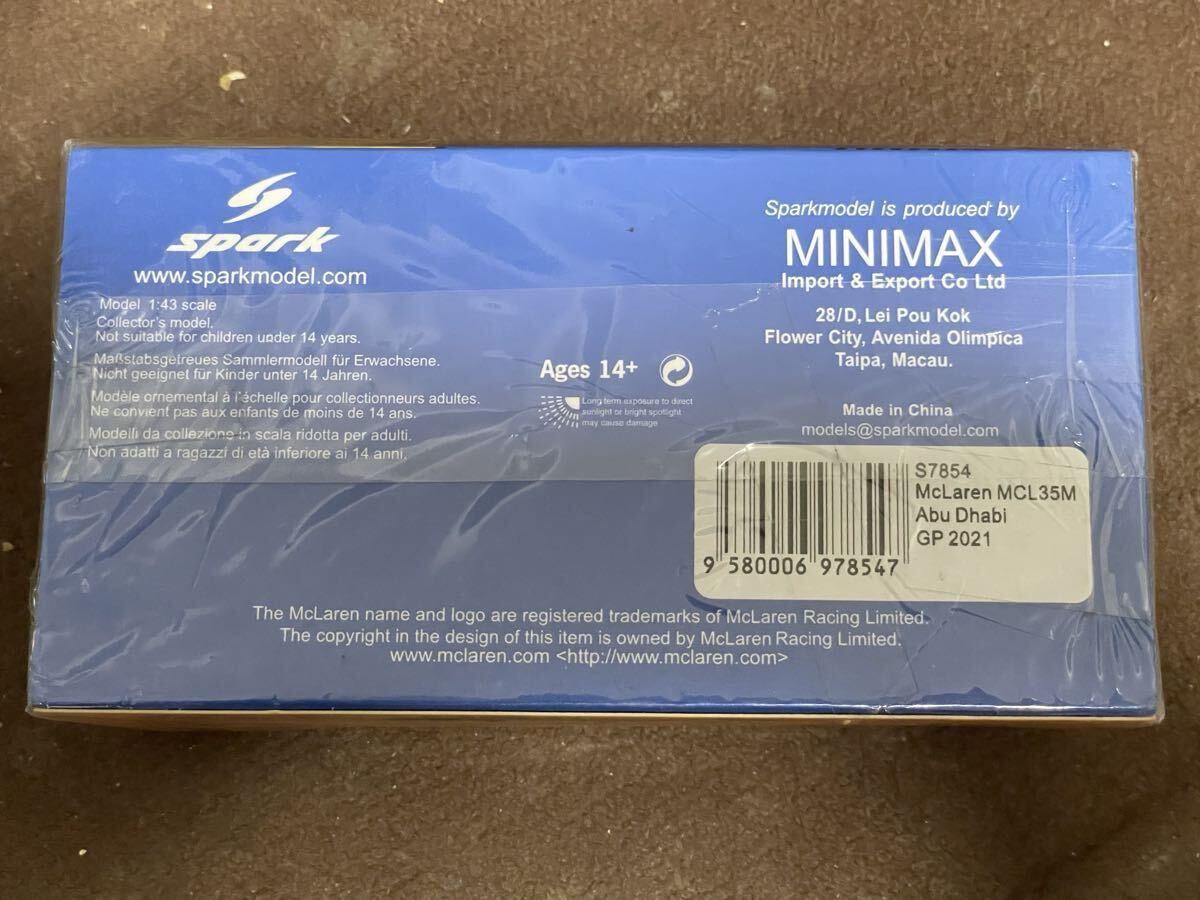 spark
www.sparkmodel.com
Model 1:43 scale
Collector's model.
Not suitable for children under 14 years.
Maßstabsgetreues Sammlermodell für Erwachsene.
Nicht geeignet für Kinder unter 14 Jahren.
Modèle ornemental à l'échelle pour collectionneurs adultes.
Ne convient pas aux enfants de moins de 14 ans.
Modelli da collezione in scala ridotta per adulti.
Non adatti a ragazzi di età inferiore ai 14 anni.
Ages 14+
Long term exposure to direct
sunlight or bright spotlight
may cause damage
Sparkmodel is produced by
MINIMAX
Import & Export Co Ltd
28/D, Lei Pou Kok
Flower City, Avenida Olimpica
Taipa, Macau.
Made in China
models@sparkmodel.com
S7854
McLaren MCL35M
Abu Dhabi
GP 2021
9 580006 978547
The McLaren name and logo are registered trademarks of McLaren Racing Limited.
The copyright in the design of this item is owned by McLaren Racing Limited.
www.mclaren.com <http://www.mclaren.com>